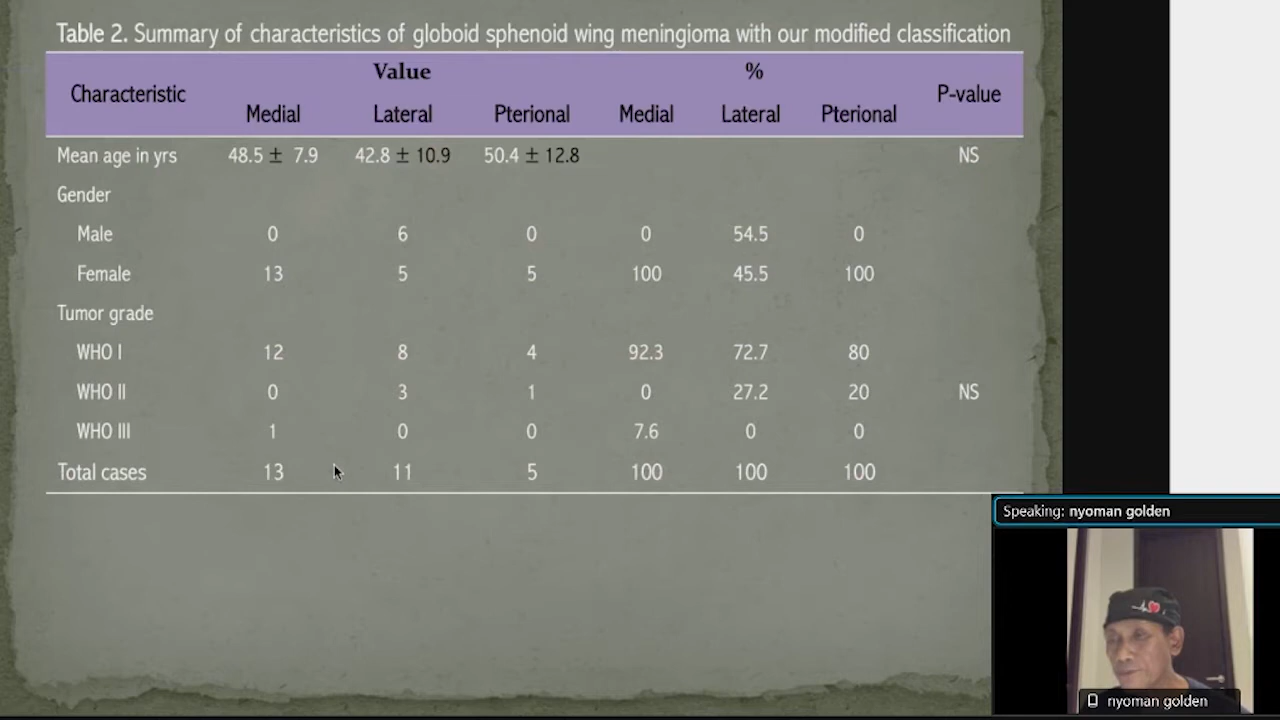 Table 2. Summary of characteristics of globoid sphenoid wing meningioma with our modified classification
Value %
Characteristic P-value
Medial Lateral Pterional Medial Lateral Pterional
Mean age in yrs 48.5 ± 7.9 42.8 ± 10.9 50.4 ± 12.8 NS
Gender
Male 0 6 0 0 54.5 0
Female 13 5 5 100 45.5 100
Tumor grade
WHO I 12 8 4 92.3 72.7 80
WHO II 0 3 1 0 27.2 20 NS
WHO III 1 0 0 7.6 0 0
Total cases 13 11 5 100 100 100
Speaking: nyoman golden
nyoman golden